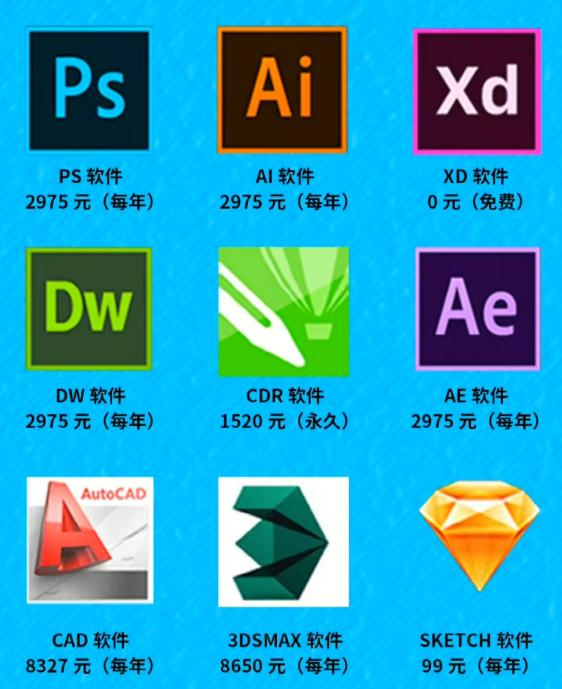 Ps
Ai
Xd
PS 软件
AI 软件
XD 软件
2975 元（每年）
2975 元（每年）
0 元（免费）
Dw
Ae
DW 软件
CDR 软件
AE 软件
2975 元（每年）
1520 元（永久）
2975 元（每年）
AutoCAD
A
CAD 软件
3DSMAX 软件
SKETCH 软件
8327 元（每年）
8650 元（每年）
99 元（每年）